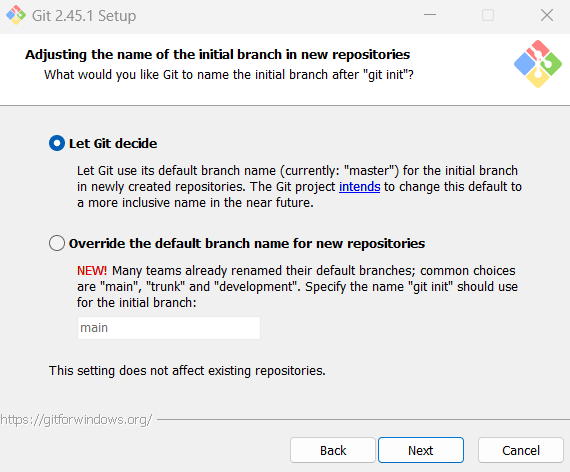 Git 2.45.1 Setup
Adjusting the name of the initial branch in new repositories
What would you like Git to name the initial branch after "git init"?
Let Git decide
Let Git use its default branch name (currently: "master") for the initial branch
in newly created repositories. The Git project intends to change this default to
a more inclusive name in the near future.
Override the default branch name for new repositories
NEW! Many teams already renamed their default branches; common choices
are "main", "trunk" and "development". Specify the name "git init" should use
for the initial branch:
main
This setting does not affect existing repositories.
https://gitforwindows.org/
Back Next Cancel